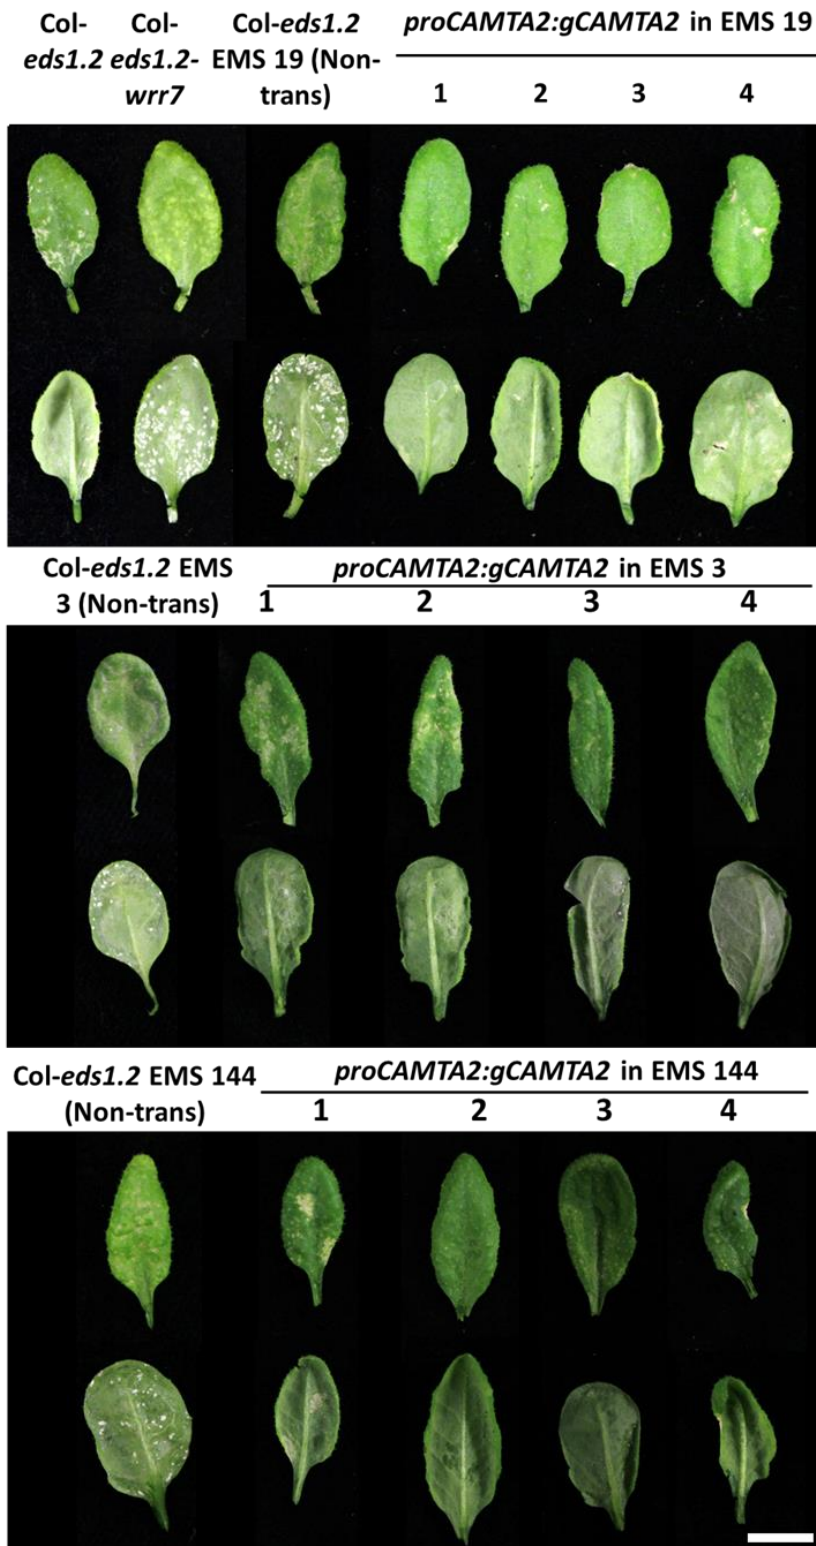 Col- Col- Col-eds1.2 proCAMTA2:gCAMTA2 in EMS 19
eds1.2 eds1.2- EMS 19 (Non-
wrr7 trans) 1 2 3 4
Col-eds1.2 EMS proCAMTA2:gCAMTA2 in EMS 3
3 (Non-trans) 1 2 3 4
Col-eds1.2 EMS 144 proCAMTA2:gCAMTA2 in EMS 144
(Non-trans) 1 2 3 4